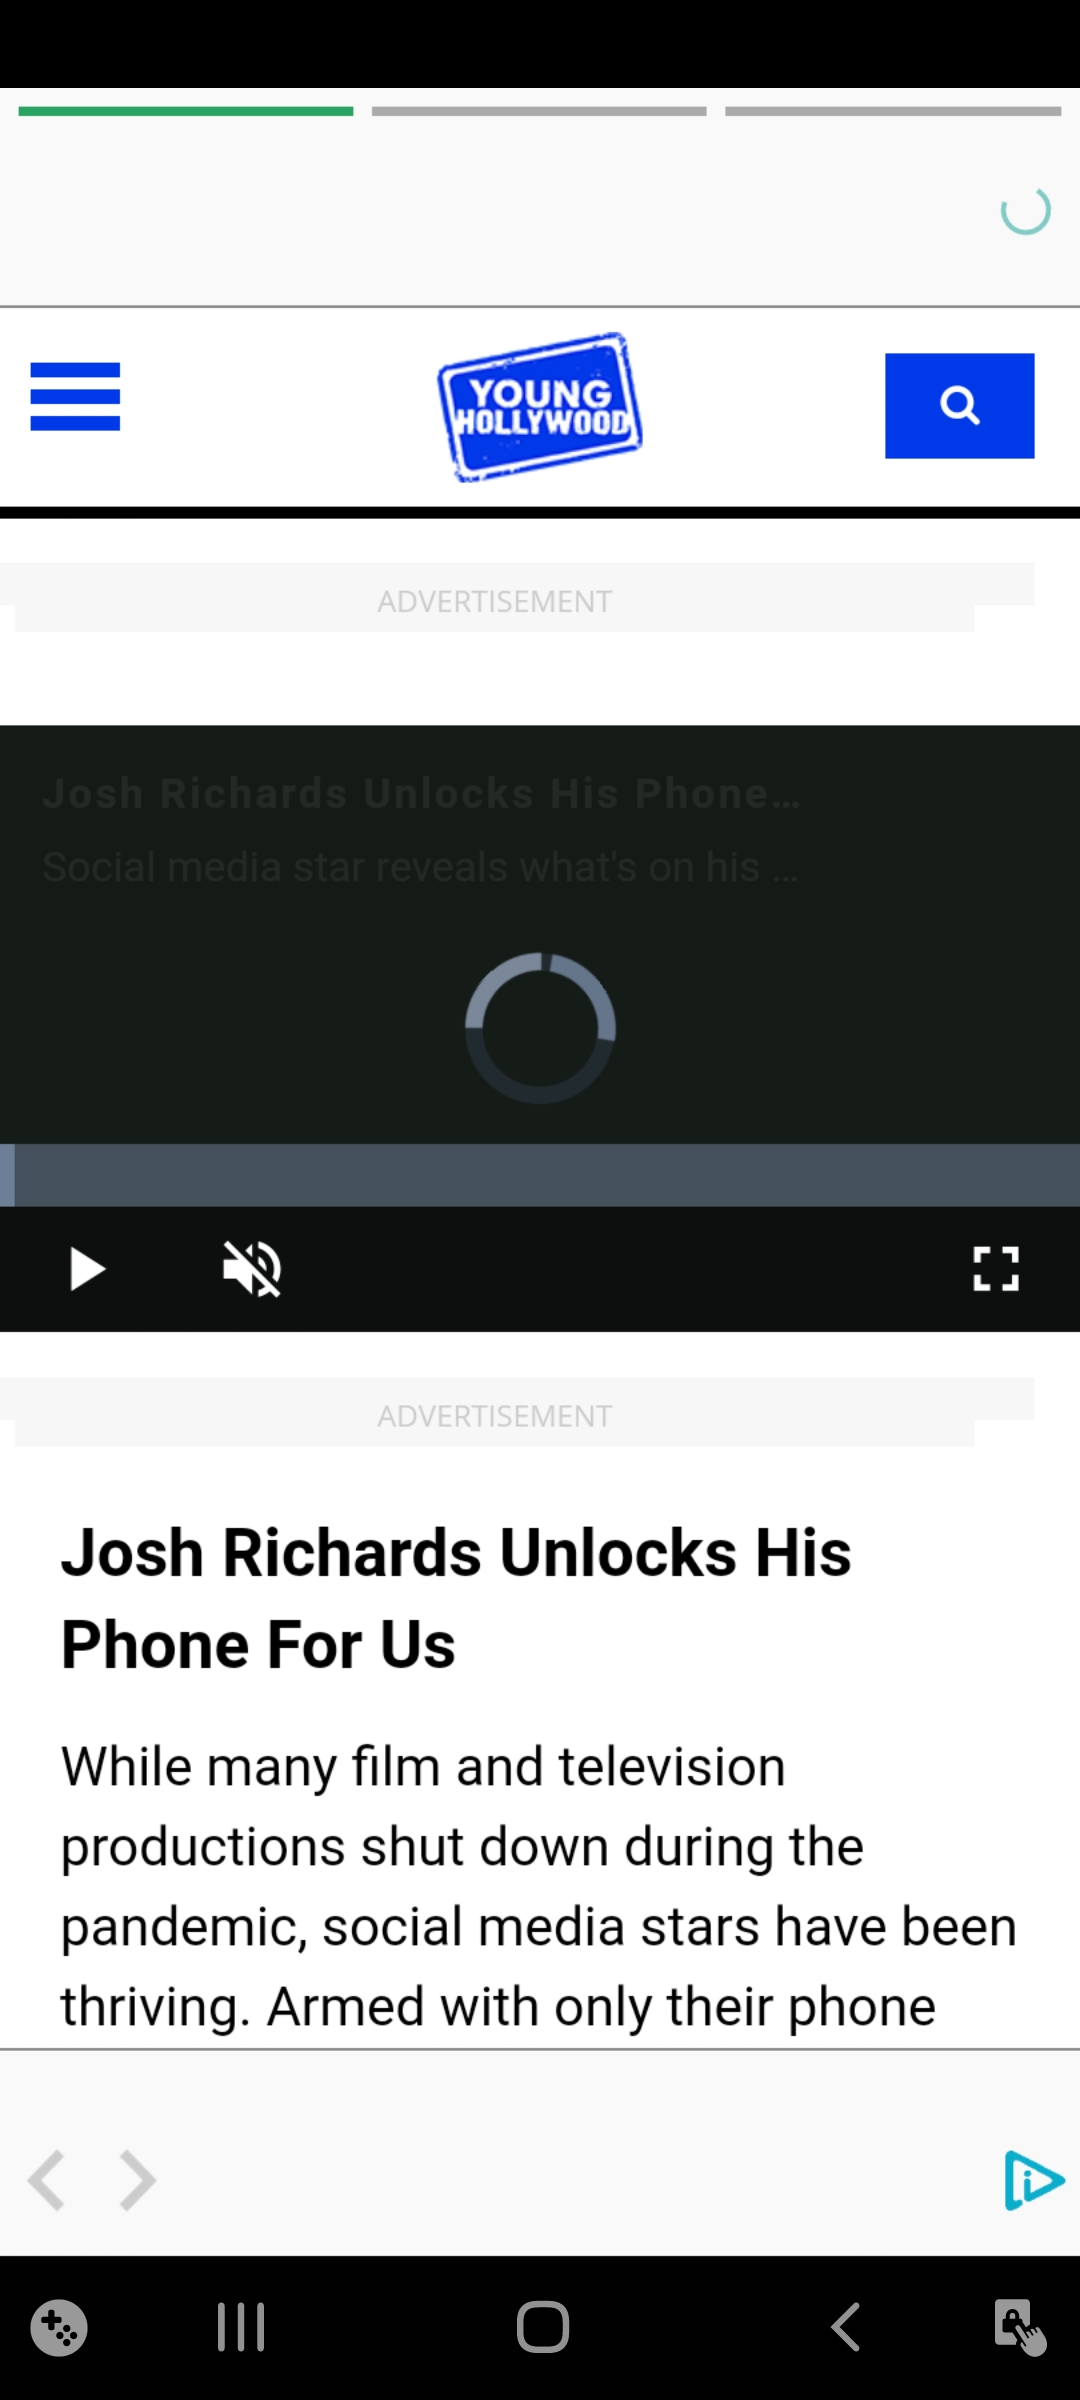 YOUNG
HOLLYWOOD
ADVERTISEMENT
Josh Richards Unlocks His Phone...
Social media star reveals what's on his ...
ADVERTISEMENT
Josh Richards Unlocks His
Phone For Us
While many film and television
productions shut down during the
pandemic, social media stars have been
thriving. Armed with only their phone